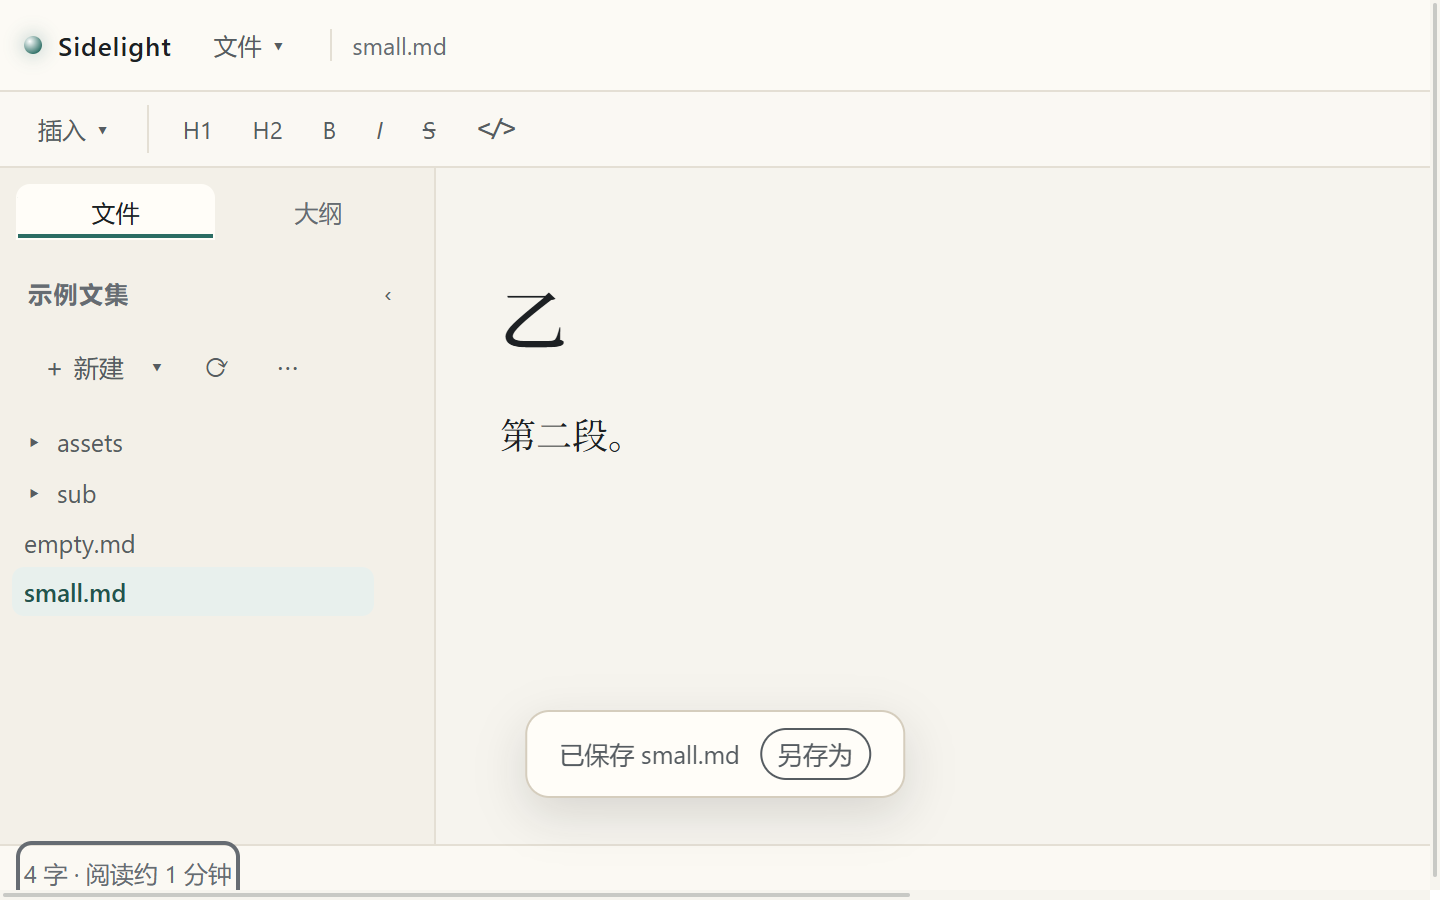 Sidelight 文件 ▾ small.md
插入 ▾ H1 H2 B I S </>
文件 大纲
示例文集 ‹
+ 新建 ▾ ⟳ ···
▸ assets
▸ sub
empty.md
small.md
乙
第二段。
已保存 small.md 另存为
4 字 · 阅读约 1 分钟